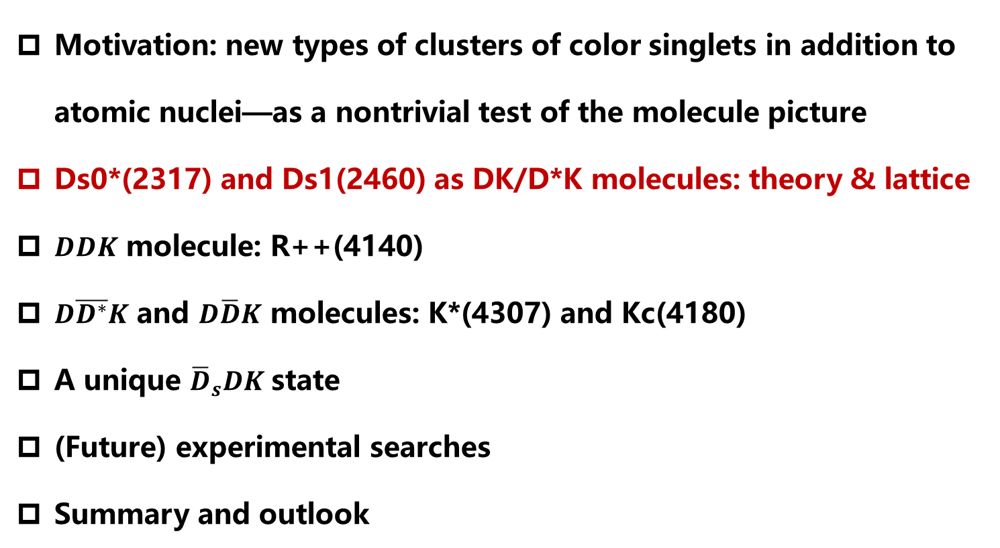 Motivation: new types of clusters of color singlets in addition to
atomic nuclei—as a nontrivial test of the molecule picture
Ds0*(2317) and Ds1(2460) as DK/D*K molecules: theory & lattice
DDK molecule: R++(4140)
D\overline{D^*}K and D\overline{D}K molecules: K*(4307) and Kc(4180)
A unique \overline{D}_sDK state
(Future) experimental searches
Summary and outlook